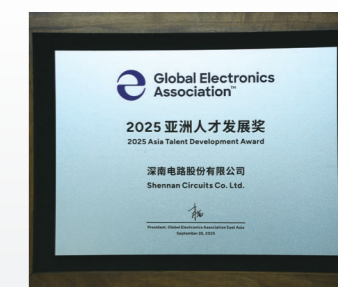 Global Electronics
Association™
2025 亚洲人才发展奖
2025 Asia Talent Development Award
深南电路股份有限公司
Shennan Circuits Co. Ltd.
President, Global Electronics Association East Asia
September 25, 2025